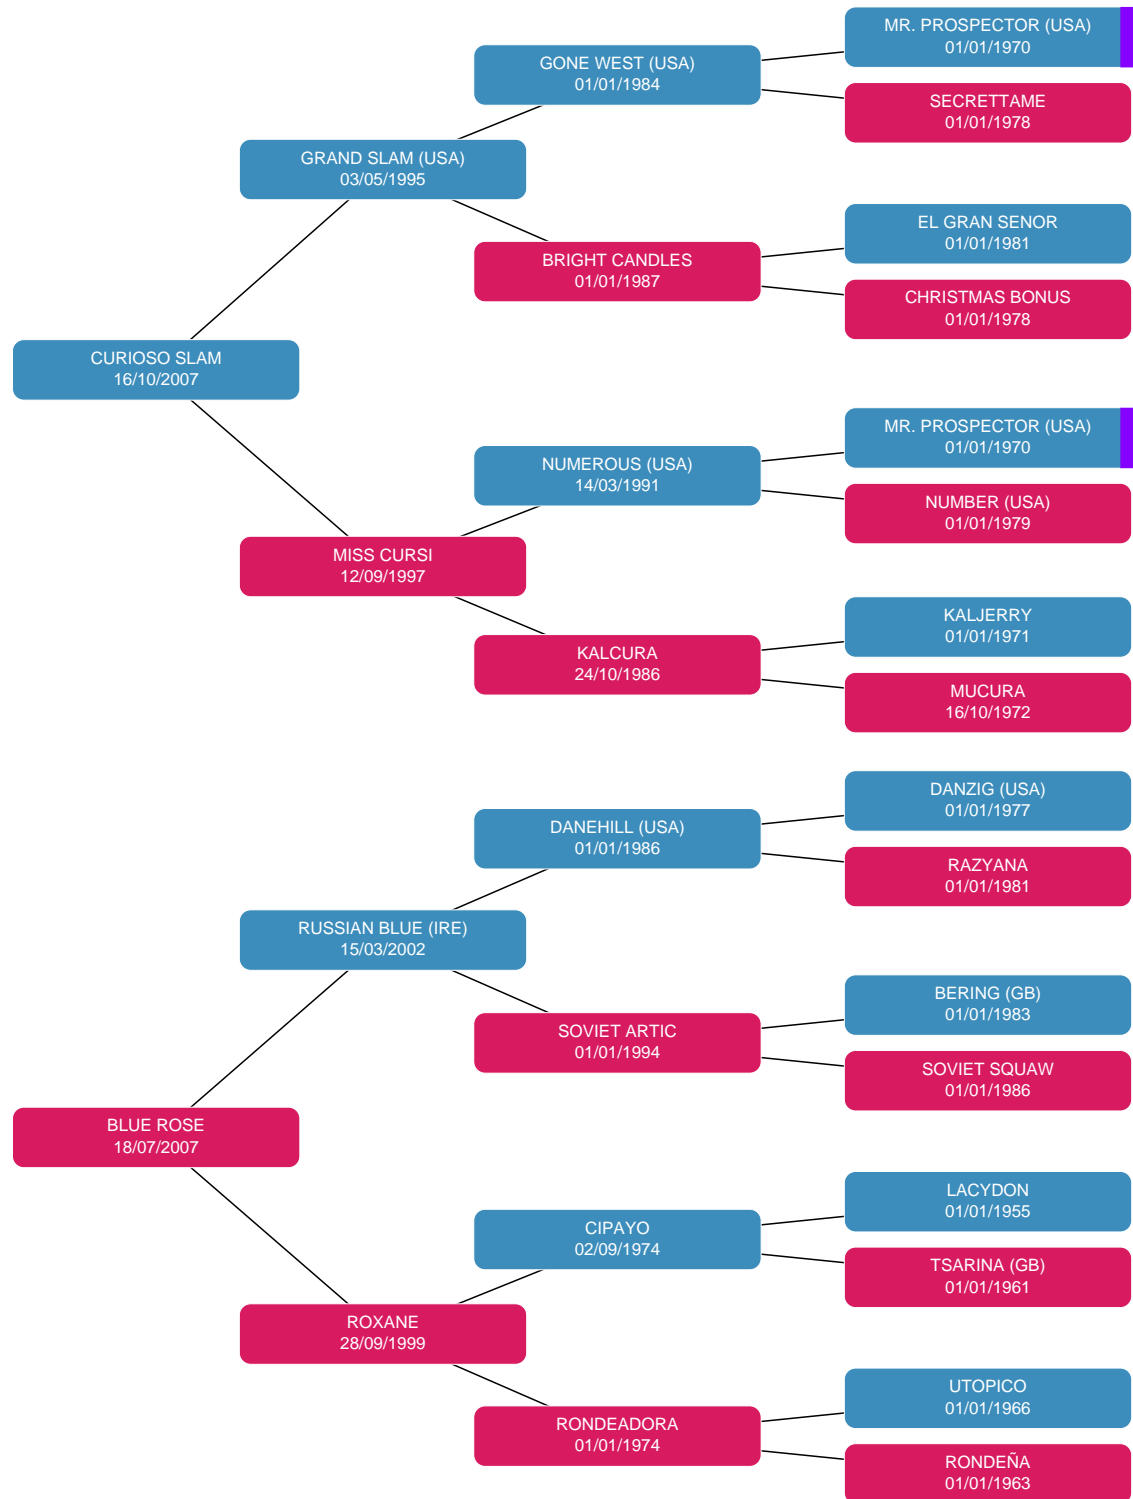 MR. PROSPECTOR (USA)
01/01/1970
GONE WEST (USA)
01/01/1984
SECRETTAME
01/01/1978
GRAND SLAM (USA)
03/05/1995
EL GRAN SENOR
01/01/1981
BRIGHT CANDLES
01/01/1987
CHRISTMAS BONUS
01/01/1978
CURIOSO SLAM
16/10/2007
MR. PROSPECTOR (USA)
01/01/1970
NUMEROUS (USA)
14/03/1991
NUMBER (USA)
01/01/1979
MISS CURSI
12/09/1997
KALJERRY
01/01/1971
KALCURA
24/10/1986
MUCURA
16/10/1972
DANZIG (USA)
01/01/1977
DANEHILL (USA)
01/01/1986
RAZYANA
01/01/1981
RUSSIAN BLUE (IRE)
15/03/2002
BERING (GB)
01/01/1983
SOVIET ARTIC
01/01/1994
SOVIET SQUAW
01/01/1986
BLUE ROSE
18/07/2007
LACYDON
01/01/1955
CIPAYO
02/09/1974
TSARINA (GB)
01/01/1961
ROXANE
28/09/1999
UTOPICO
01/01/1966
RONDEADORA
01/01/1974
RONDEÑA
01/01/1963